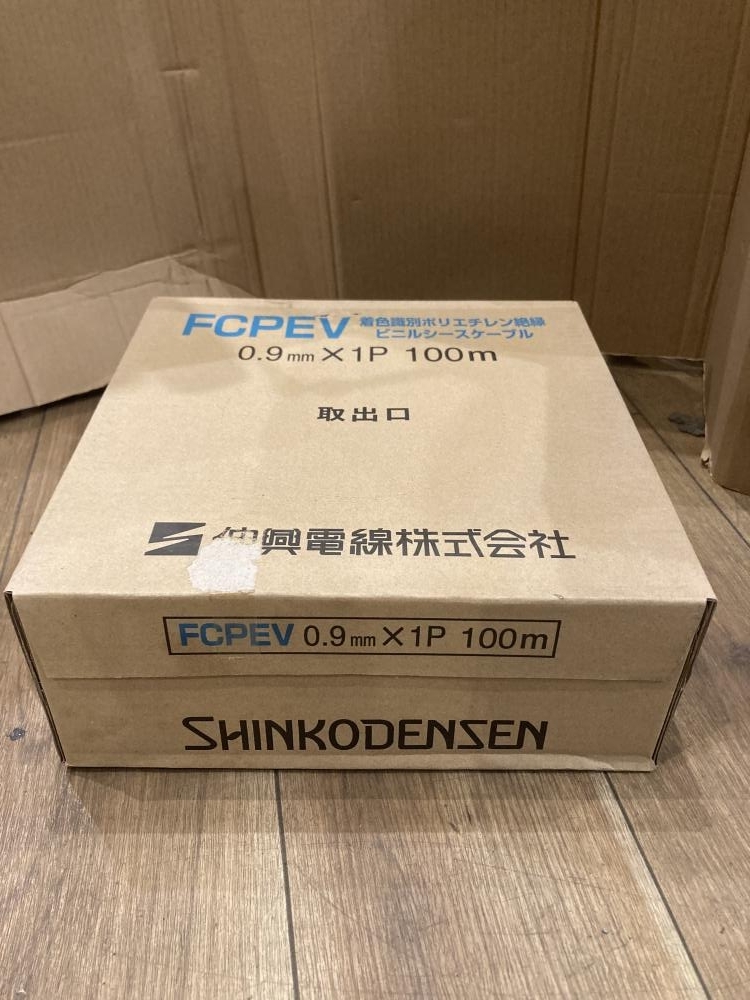 FCPEV 着色識別ポリエチレン絶縁
ビニルシースケーブル
0.9mm×1P 100m
取出口
伸興電線株式会社
FCPEV 0.9mm×1P 100m
SHINKODENSEN